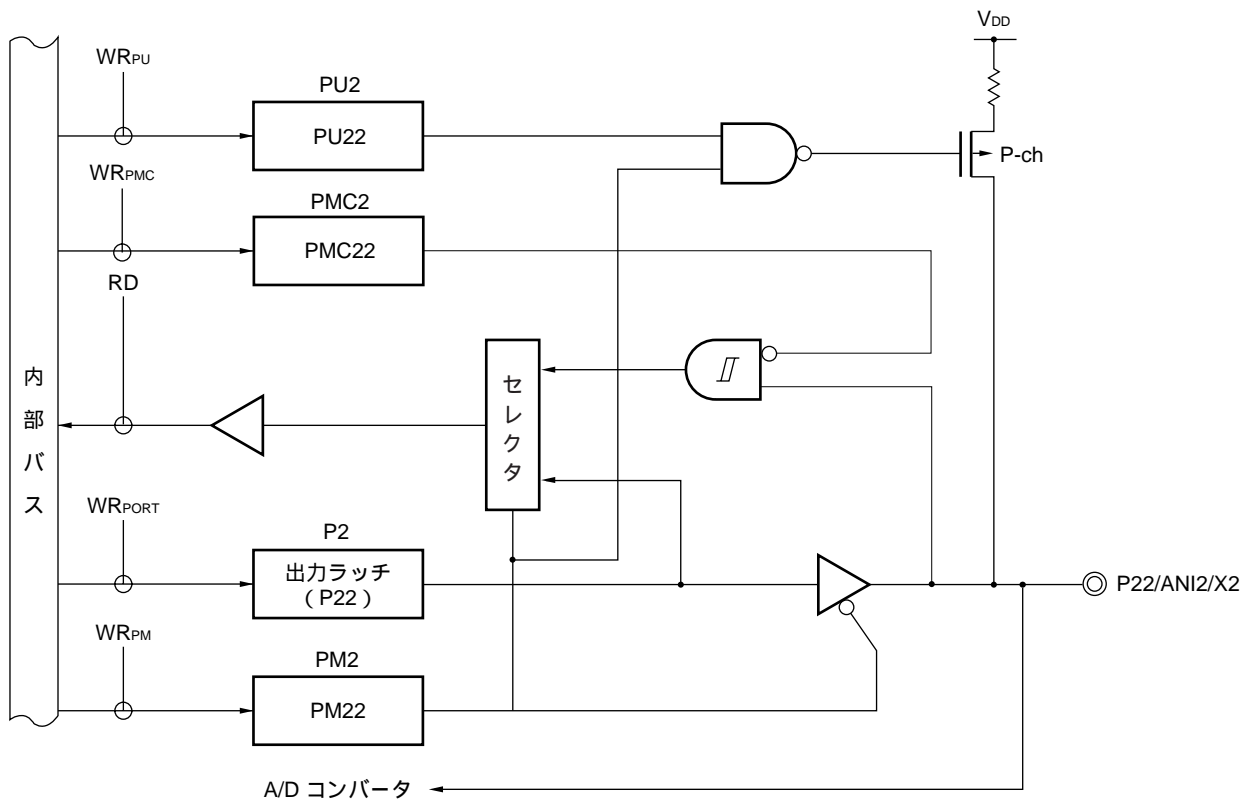 VDD
WRPU
PU2
PU22
P-ch
WRPMC
PMC2
PMC22
RD
内部バス
セレクタ
WRPORT
P2
出力ラッチ
（P22）
P22/ANI2/X2
WRPM
PM2
PM22
A/D コンバータ